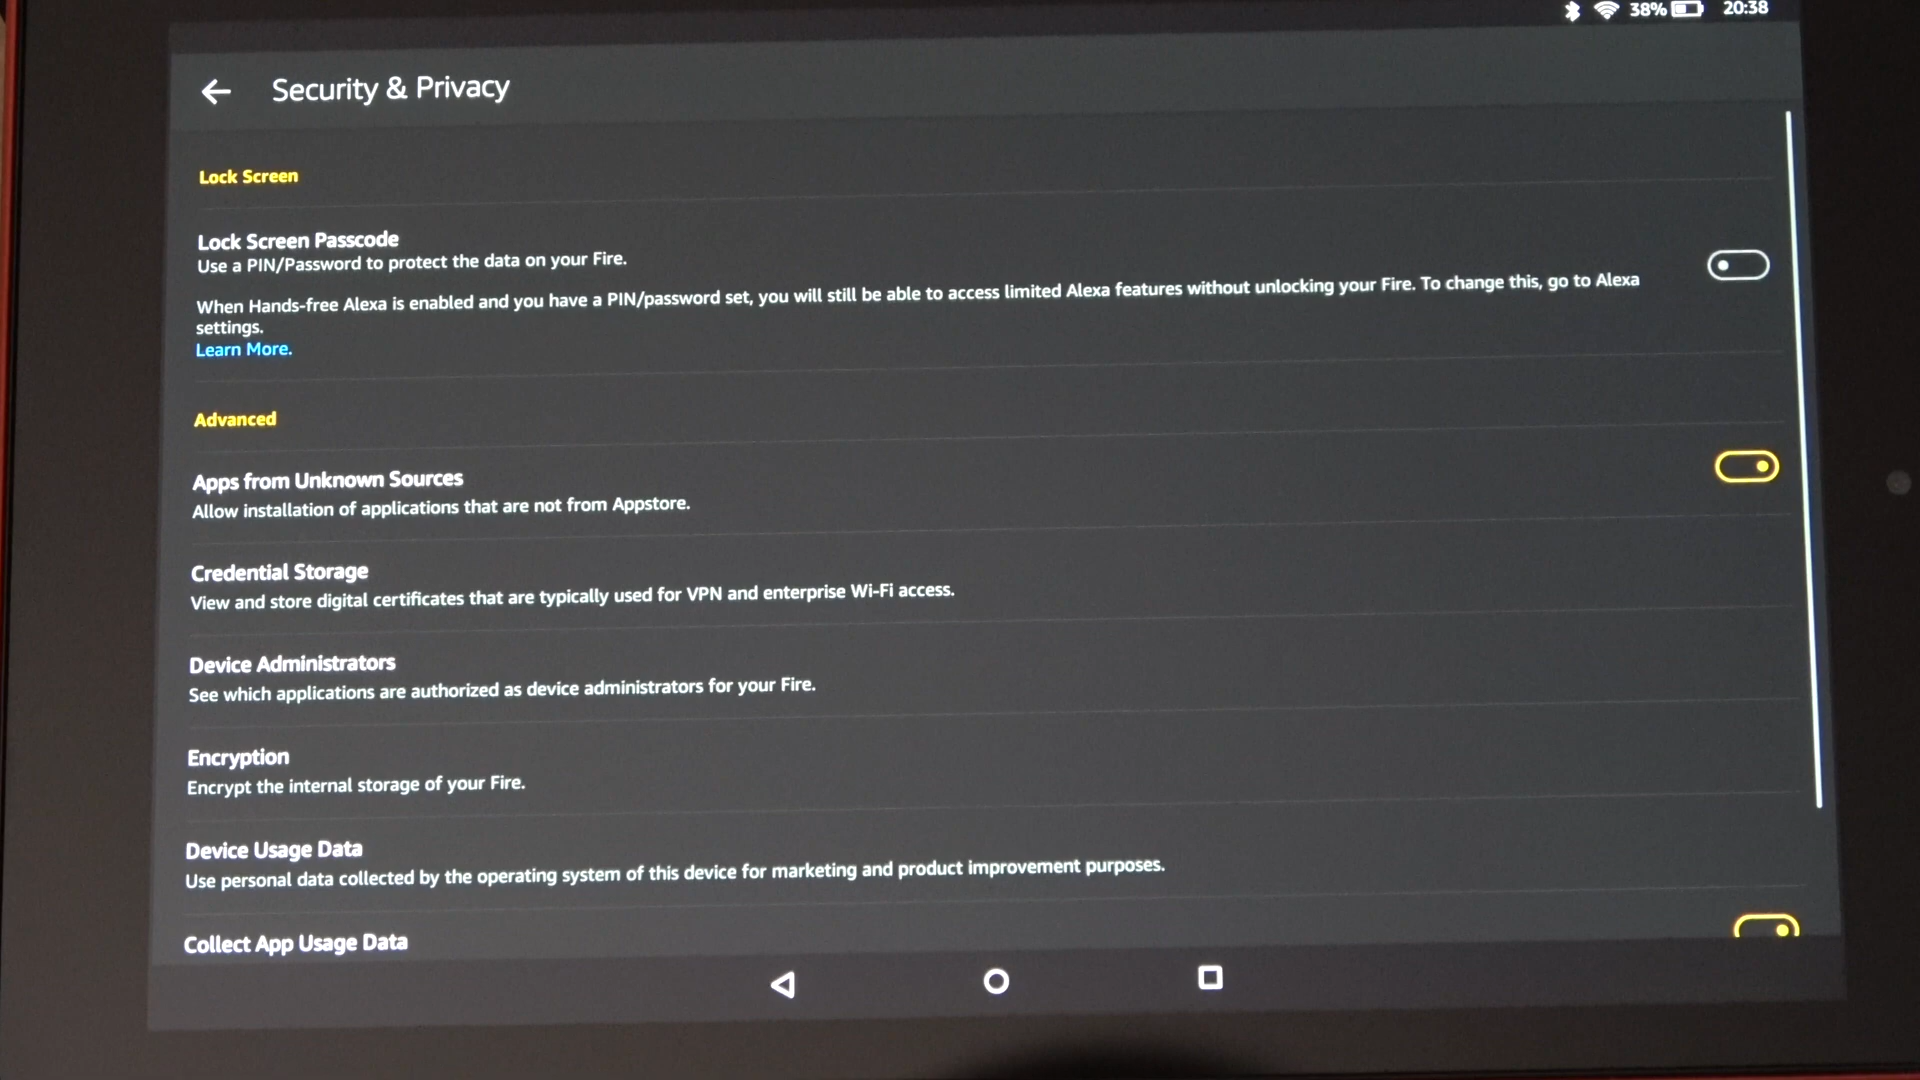 38% 20:38
Security & Privacy
Lock Screen
Lock Screen Passcode
Use a PIN/Password to protect the data on your Fire.
When Hands-free Alexa is enabled and you have a PIN/password set, you will still be able to access limited Alexa features without unlocking your Fire. To change this, go to Alexa
settings.
Learn More.
Advanced
Apps from Unknown Sources
Allow installation of applications that are not from Appstore.
Credential Storage
View and store digital certificates that are typically used for VPN and enterprise Wi-Fi access.
Device Administrators
See which applications are authorized as device administrators for your Fire.
Encryption
Encrypt the internal storage of your Fire.
Device Usage Data
Use personal data collected by the operating system of this device for marketing and product improvement purposes.
Collect App Usage Data